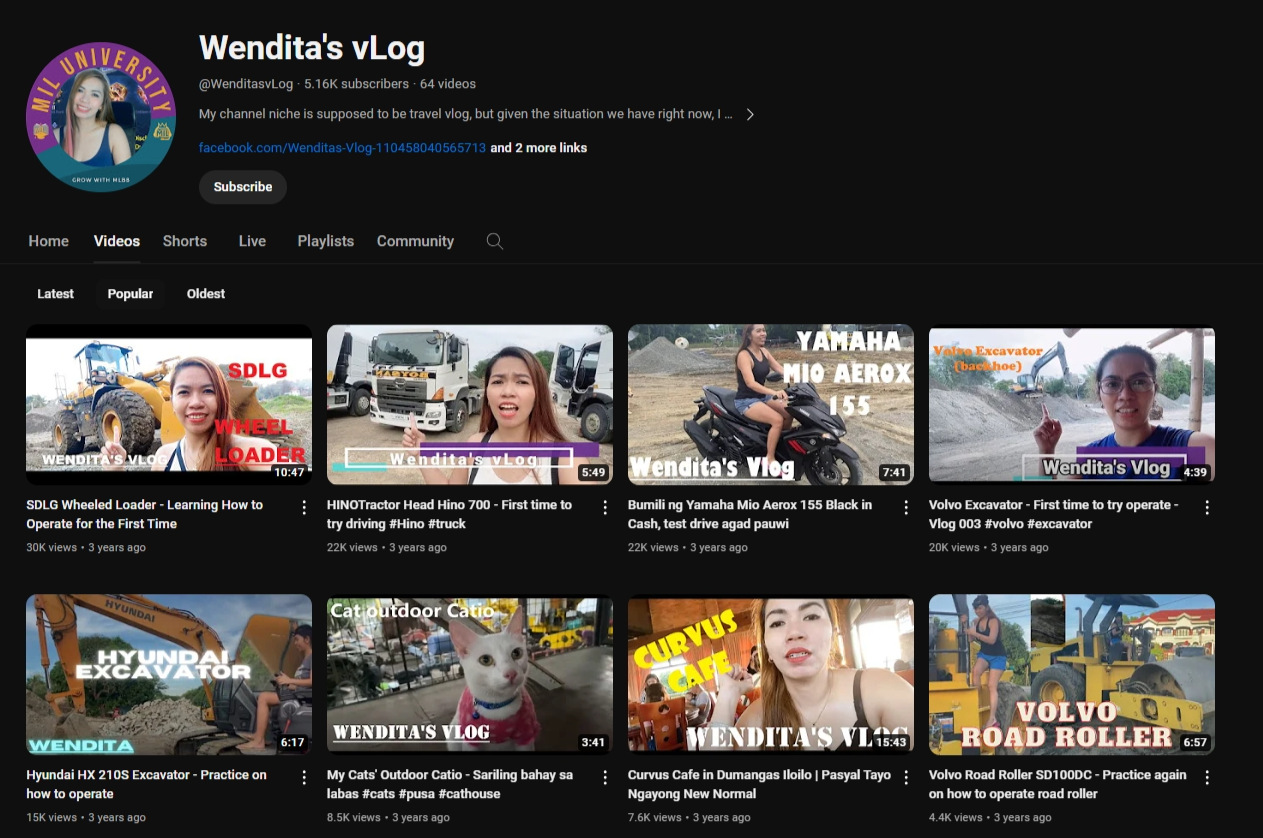 MLL UNIVERSITY
GROW WITH MLBB
Wendita's vLog
@WenditasvLog · 5.16K subscribers · 64 videos
My channel niche is supposed to be travel vlog, but given the situation we have right now, I ...
facebook.com/Wenditas-Vlog-110458040565713 and 2 more links
Subscribe
Home
Videos
Shorts
Live
Playlists
Community
Latest
Popular
Oldest
SDLG
WHEEL
LOADER
WENDITA'S VLOG
10:47
SDLG Wheeled Loader - Learning How to
Operate for the First Time
30K views • 3 years ago
Wendita's vLog
5:49
HINOTractor Head Hino 700 - First time to
try driving #Hino #truck
22K views • 3 years ago
YAMAHA
MIO AEROX
155
Wendita's Vlog
7:41
Bumili ng Yamaha Mio Aerox 155 Black in
Cash, test drive agad pauwi
22K views • 3 years ago
Volvo Excavator
(backhoe)
Wendita's Vlog
4:39
Volvo Excavator - First time to try operate -
Vlog 003 #volvo #excavator
20K views • 3 years ago
HYUNDAI
HYUNDAI
EXCAVATOR
WENDITA
6:17
Hyundai HX 210S Excavator - Practice on
how to operate
15K views • 3 years ago
Cat outdoor Catio
WENDITA'S VLOG
3:41
My Cats' Outdoor Catio - Sariling bahay sa
labas #cats #pusa #cathouse
8.5K views • 3 years ago
CURVUS
CAFE
WENDITA'S VLOG
15:43
Curvus Cafe in Dumangas Iloilo | Pasyal Tayo
Ngayong New Normal
7.6K views • 3 years ago
VOLVO
ROAD ROLLER
6:57
Volvo Road Roller SD100DC - Practice again
on how to operate road roller
4.4K views • 3 years ago